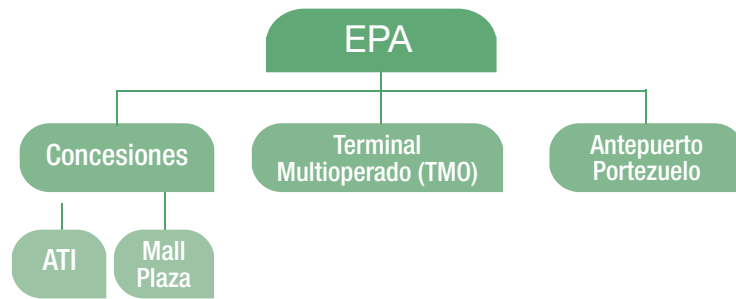 EPA
Concesiones
Terminal
Multioperado (TMO)
Antepuerto
Portezuelo
ATI
Mall
Plaza